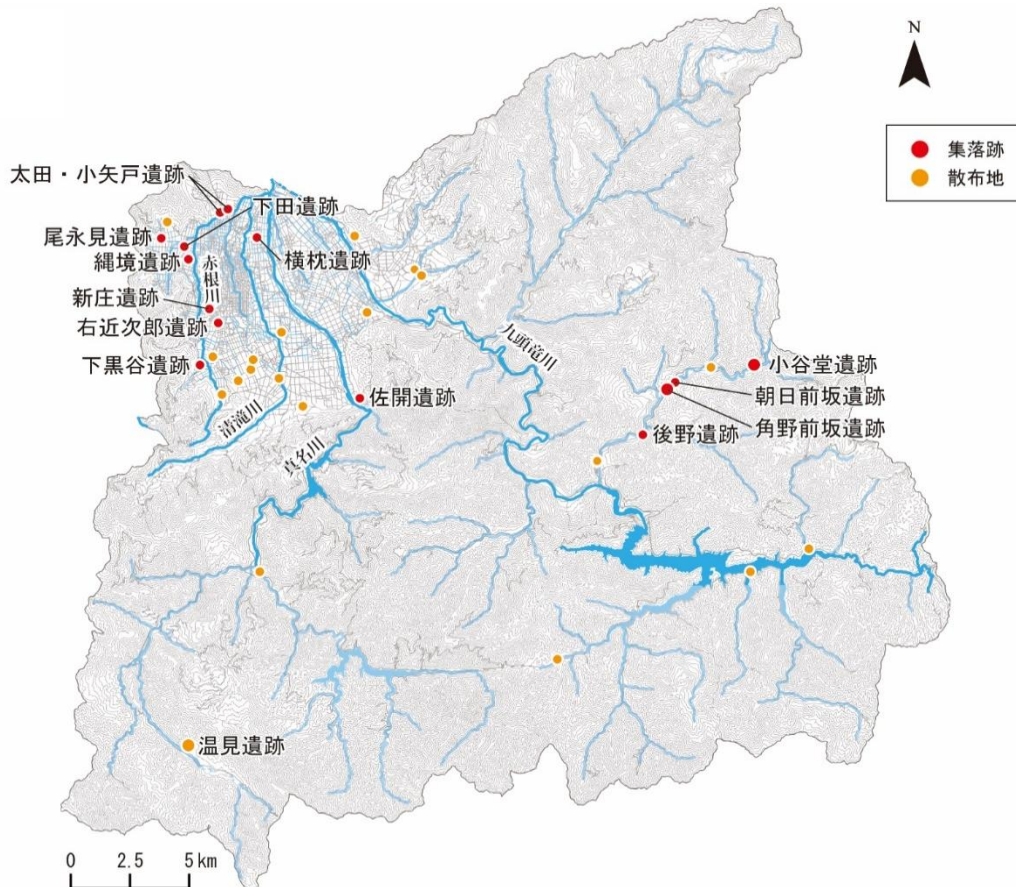 N
集落跡
散布地
太田・小矢戸遺跡
下田遺跡
尾永見遺跡
縄境遺跡
横枕遺跡
赤根川
新庄遺跡
右近次郎遺跡
九頭竜川
下黒谷遺跡
小谷堂遺跡
朝日前坂遺跡
佐開遺跡
角野前坂遺跡
清滝川
後野遺跡
真名川
温見遺跡
0 2.5 5km